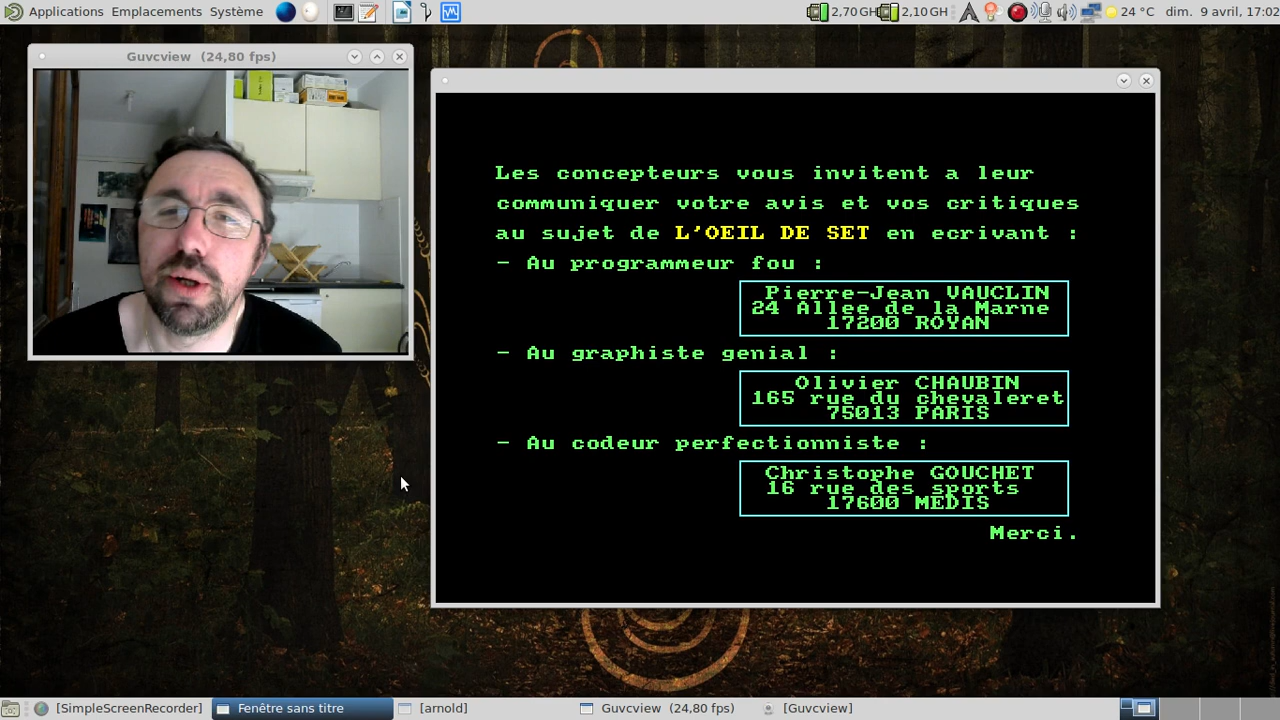 Applications Emplacements Système
2,70 GH 2,10 GH 24 °C dim. 9 avril, 17:02
Guvcview (24,80 fps)
Les concepteurs vous invitent a leur
communiquer votre avis et vos critiques
au sujet de L'OEIL DE SET en ecrivant :
- Au programmeur fou :
Pierre-Jean VAUCLIN
24 Allee de la Marne
17200 ROYAN
- Au graphiste genial :
Olivier CHAUBIN
165 rue du chevaleret
75013 PARIS
- Au codeur perfectionniste :
Christophe GOUCHET
16 rue des sports
17600 MEDIS
Merci.
[SimpleScreenRecorder] Fenêtre sans titre [arnold] Guvcview (24,80 fps) [Guvcview]